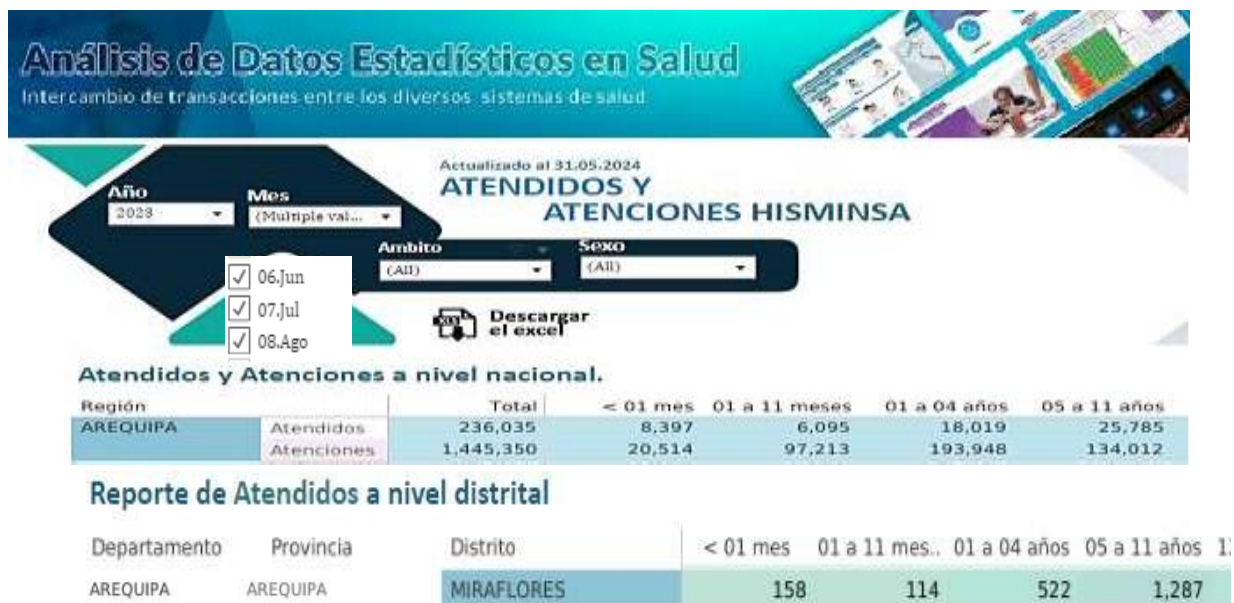 Análisis de Datos Estadísticos en Salud
Intercambio de transacciones entre los diversos sistemas de salud
Actualizado al 31.05.2024
ATENDIDOS Y
ATENCIONES HISMINSA
Año Mes
2023 (Multiple val...
Ambito Sexo
(All) (All)
06.Jun
07.Jul
08.Ago
Descargar
el excel
Atendidos y Atenciones a nivel nacional.
Región Total < 01 mes 01 a 11 meses 01 a 04 años 05 a 11 años
AREQUIPA Atendidos 236,035 8,397 6,095 18,019 25,785
Atenciones 1,445,350 20,514 97,213 193,948 134,012
Reporte de Atendidos a nivel distrital
Departamento Provincia Distrito < 01 mes 01 a 11 mes.. 01 a 04 años 05 a 11 años
AREQUIPA AREQUIPA MIRAFLORES 158 114 522 1,287